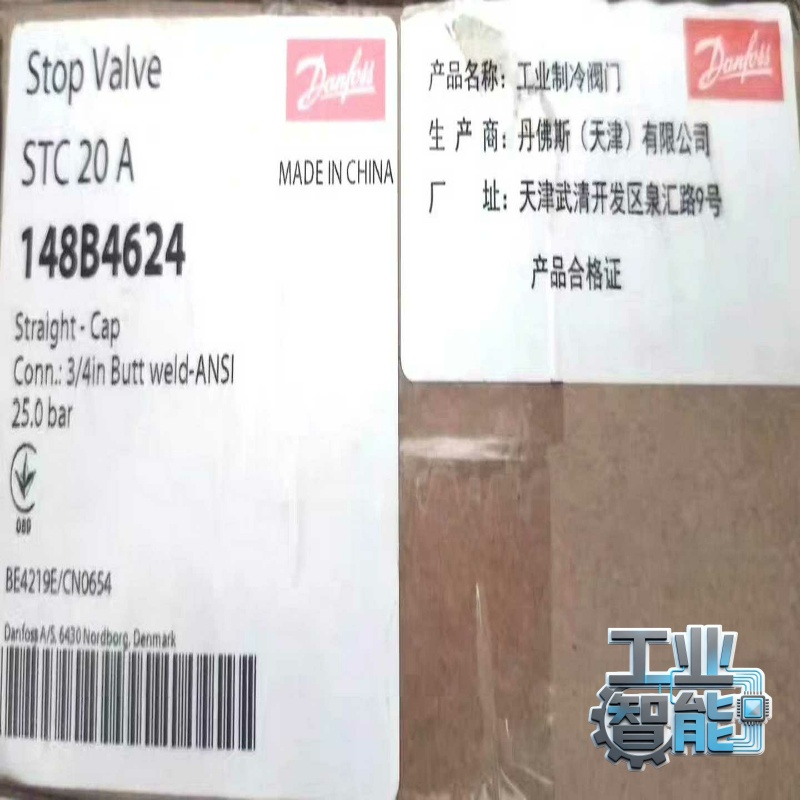 Stop Valve
Danfoss
STC 20 A
MADE IN CHINA
148B4624
Straight - Cap
Conn.: 3/4in Butt weld-ANSI
25.0 bar
089
BE4219E/CN0654
Danfoss A/S, 6430 Nordborg, Denmark
Danfoss
产品名称：工业制冷阀门
生产商：丹佛斯（天津）有限公司
厂址：天津武清开发区泉汇路9号
产品合格证
工业
智能